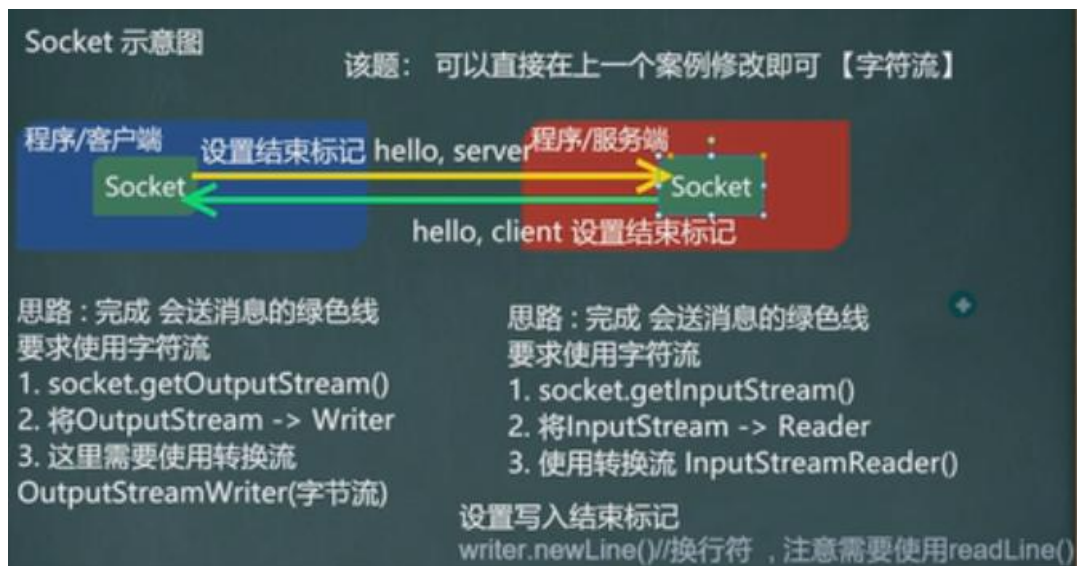 Socket 示意图
该题： 可以直接在上一个案例修改即可 【字符流】
程序/客户端
设置结束标记 hello, server
程序/服务端
Socket
Socket
hello, client 设置结束标记
思路 : 完成 会送消息的绿色线
要求使用字符流
1. socket.getOutputStream()
2. 将OutputStream -> Writer
3. 这里需要使用转换流
OutputStreamWriter(字节流)
思路 : 完成 会送消息的绿色线
要求使用字符流
1. socket.getInputStream()
2. 将InputStream -> Reader
3. 使用转换流 InputStreamReader()
设置写入结束标记
writer.newLine()//换行符 , 注意需要使用readLine()